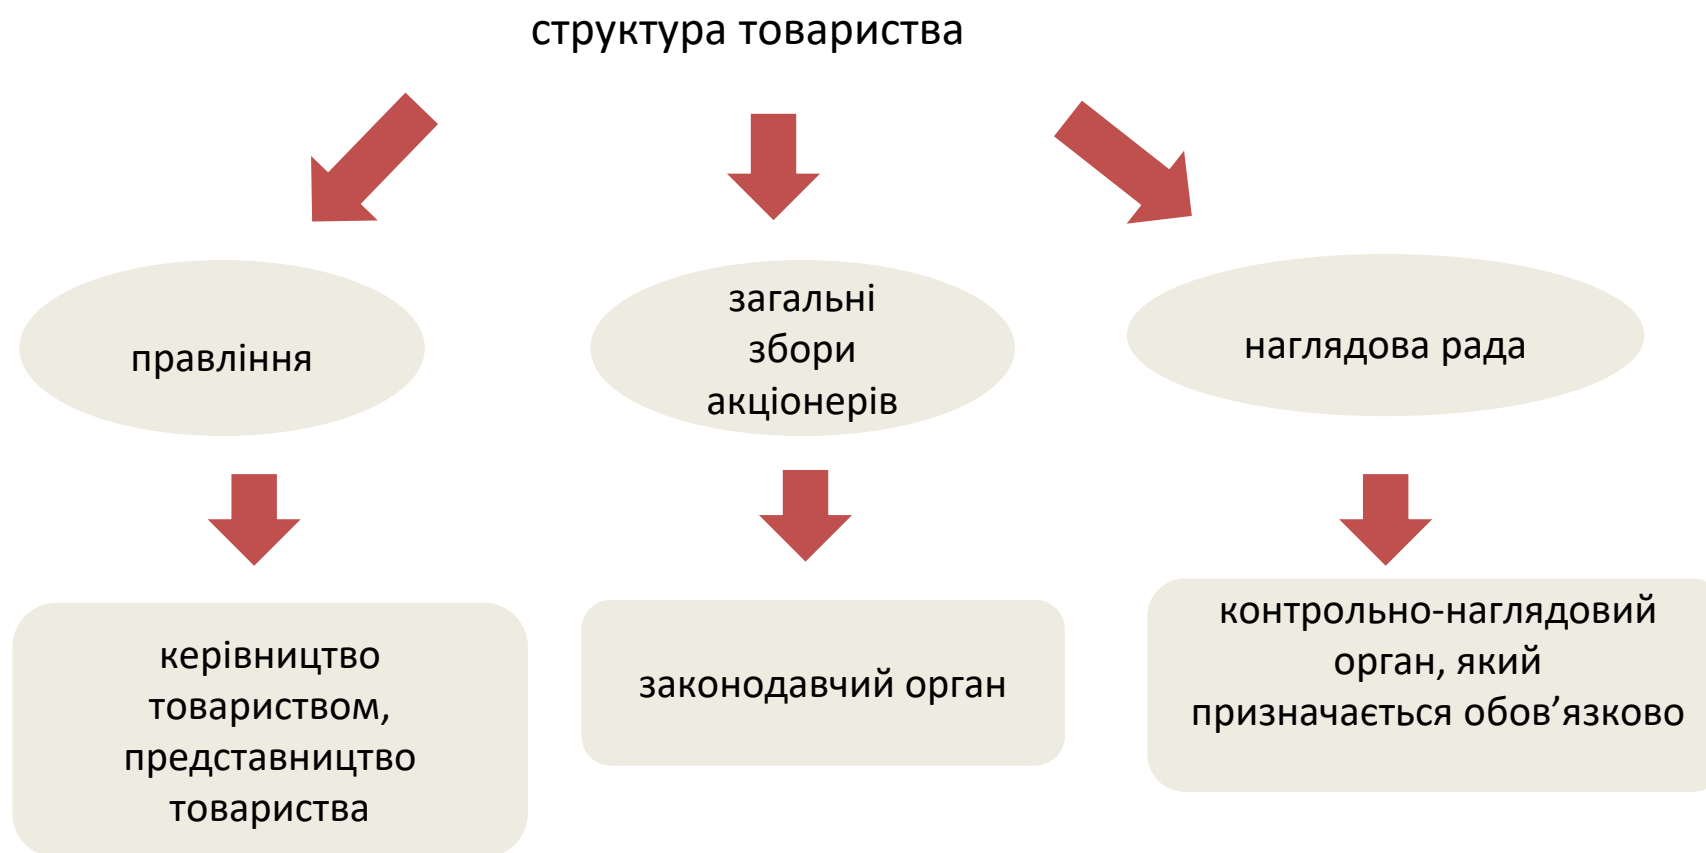 структура товариства
правління
загальні
збори
акціонерів
наглядова рада
керівництво
товариством,
представництво
товариства
законодавчий орган
контрольно-наглядовий
орган, який
призначається обов’язково